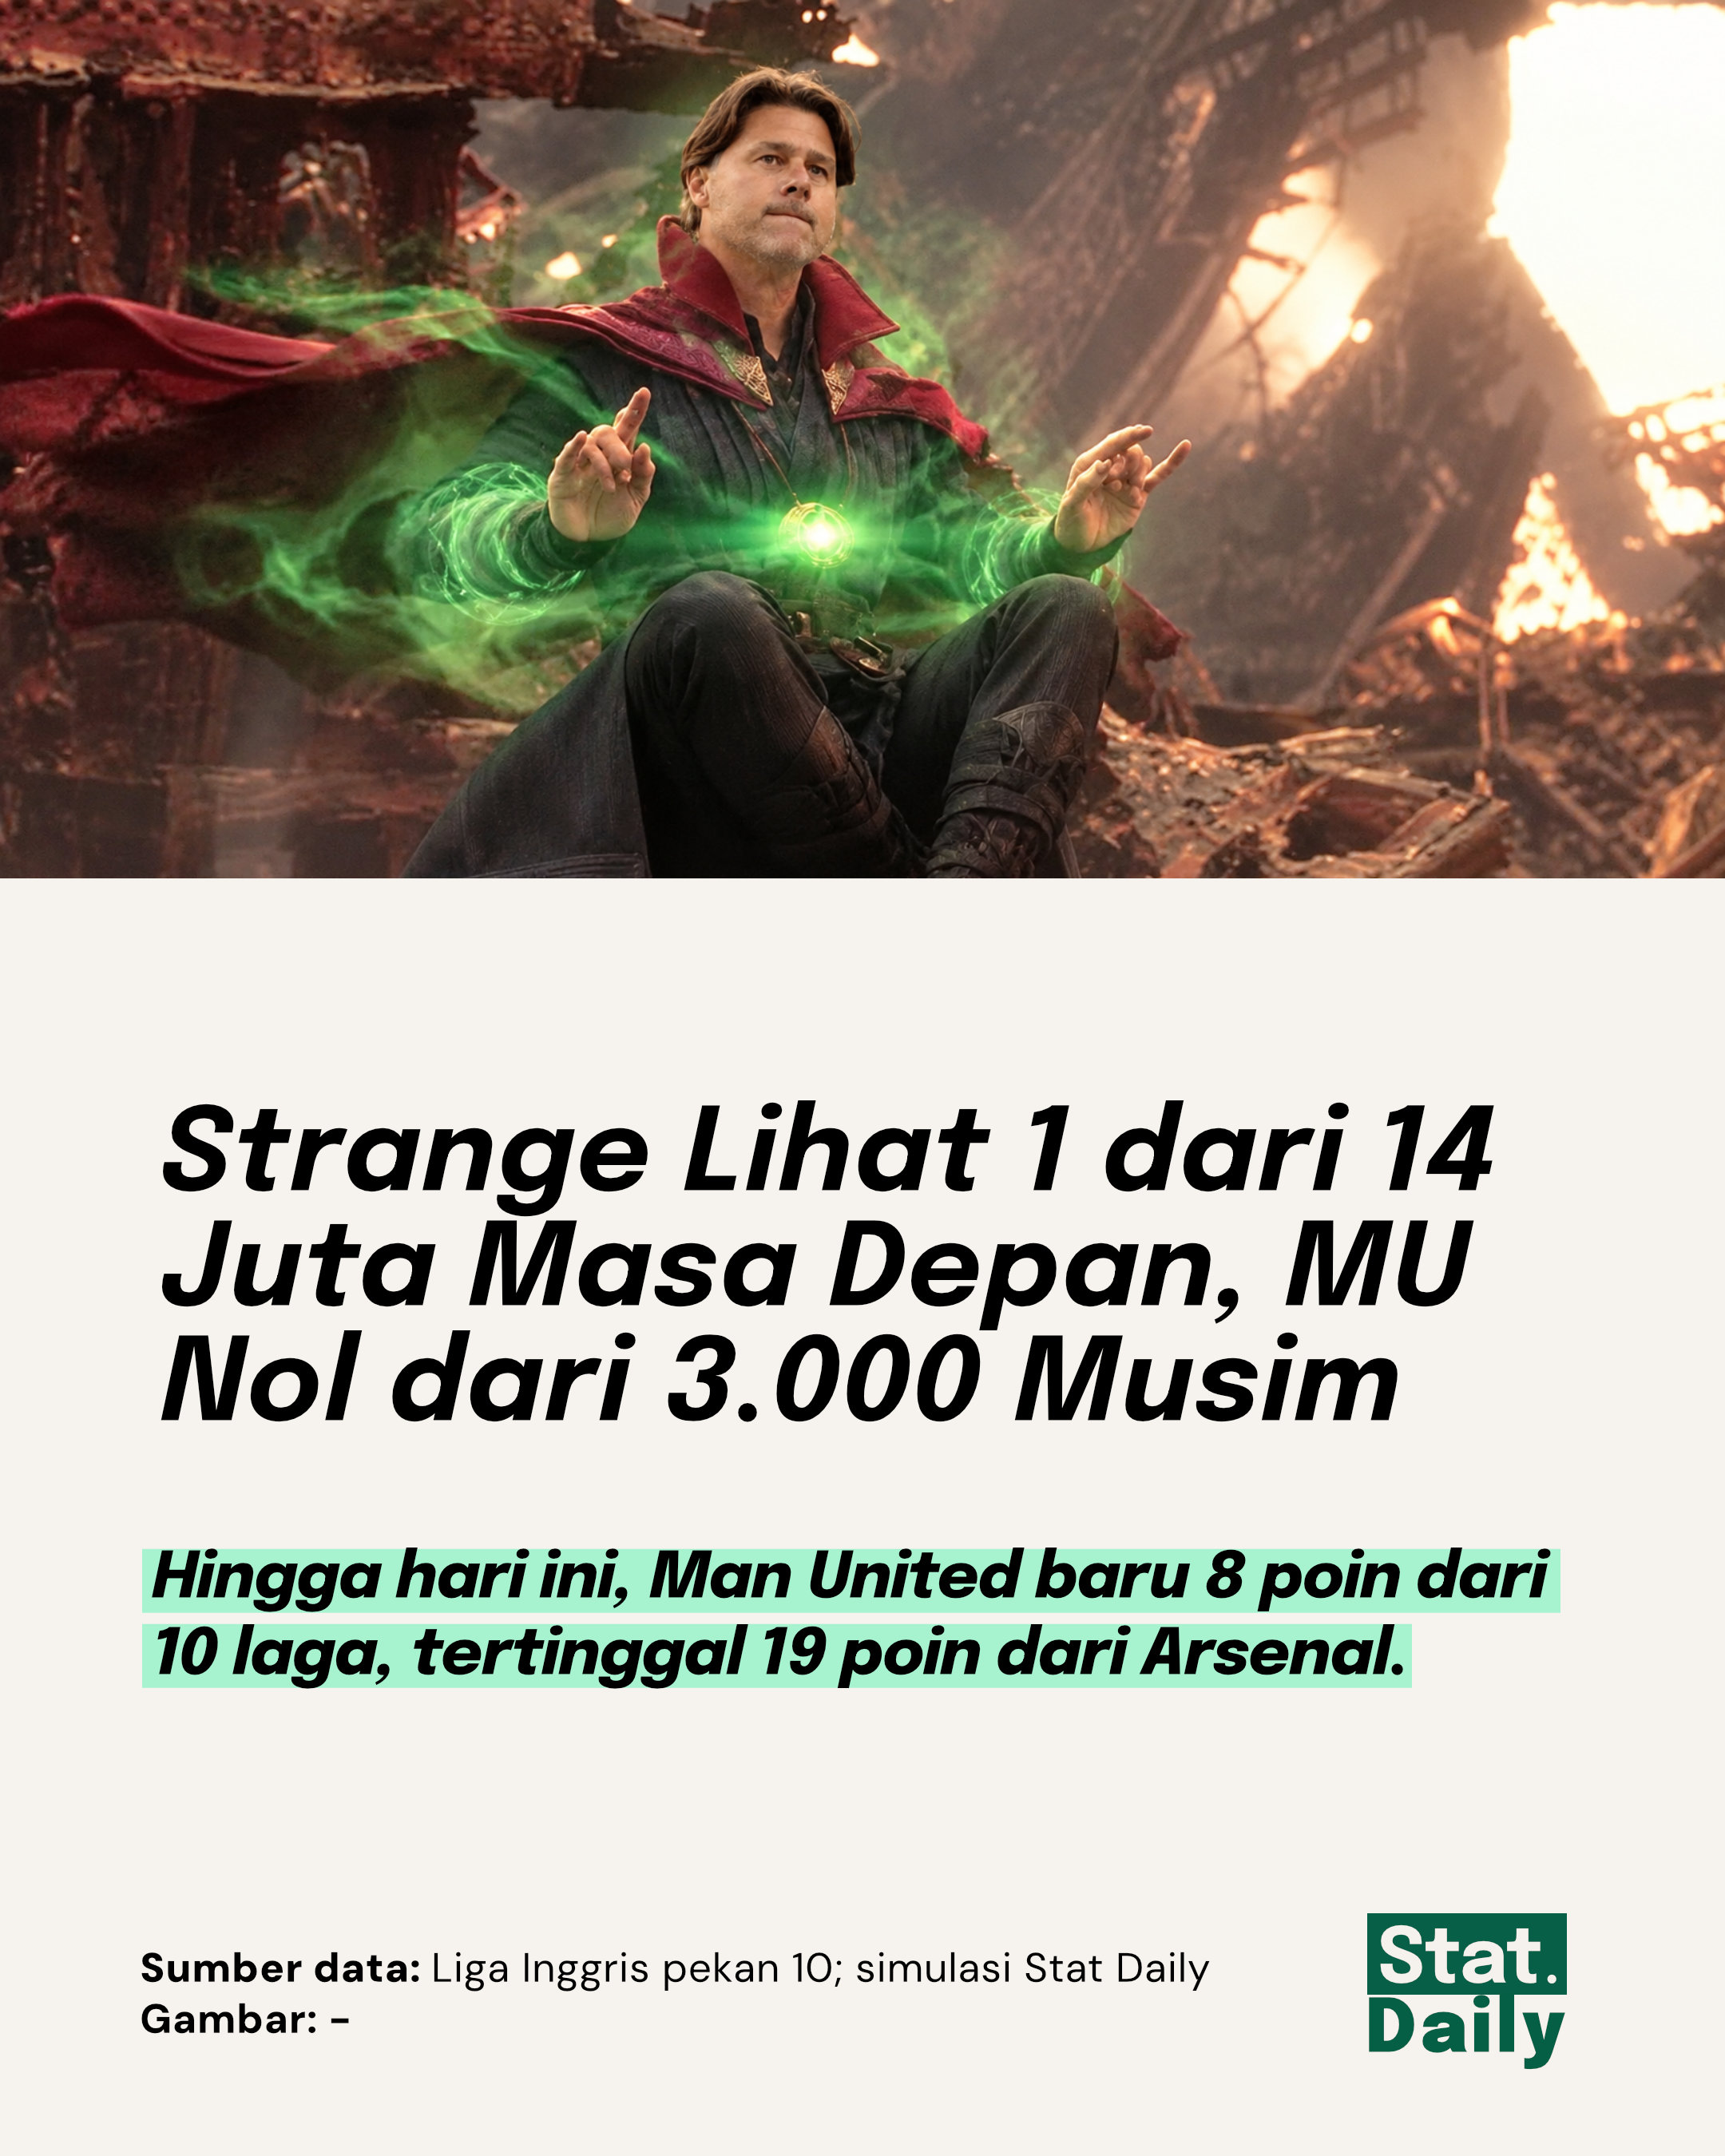 Strange Lihat 1 dari 14
Juta Masa Depan, MU
Nol dari 3.000 Musim
Hingga hari ini, Man United baru 8 poin dari
10 laga, tertinggal 19 poin dari Arsenal.
Sumber data: Liga Inggris pekan 10; simulasi Stat Daily
Gambar: –
Stat.
Daily